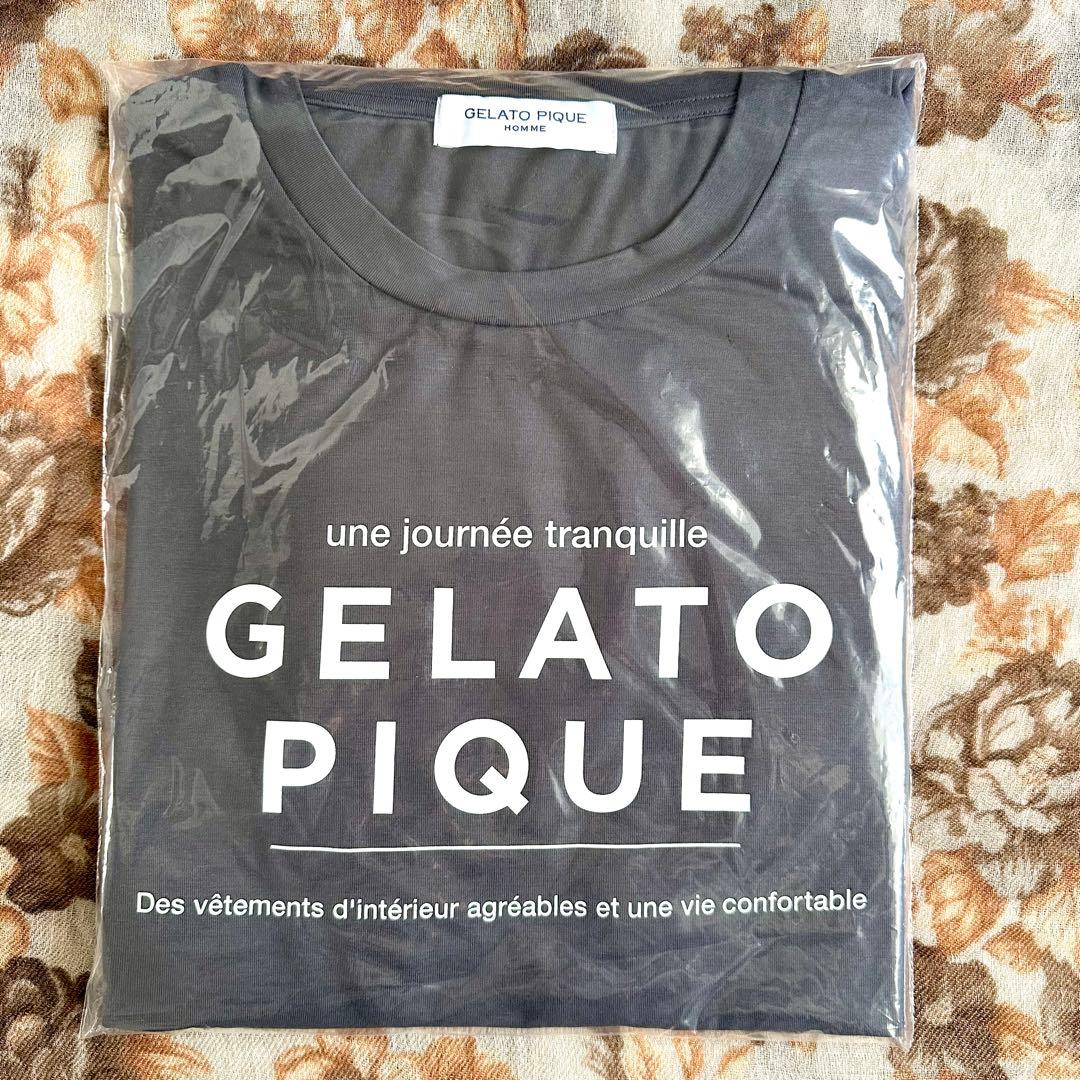 GELATO PIQUE
HOMME
une journée tranquille
GELATO
PIQUE
Des vêtements d'intérieur agréables et une vie confortable